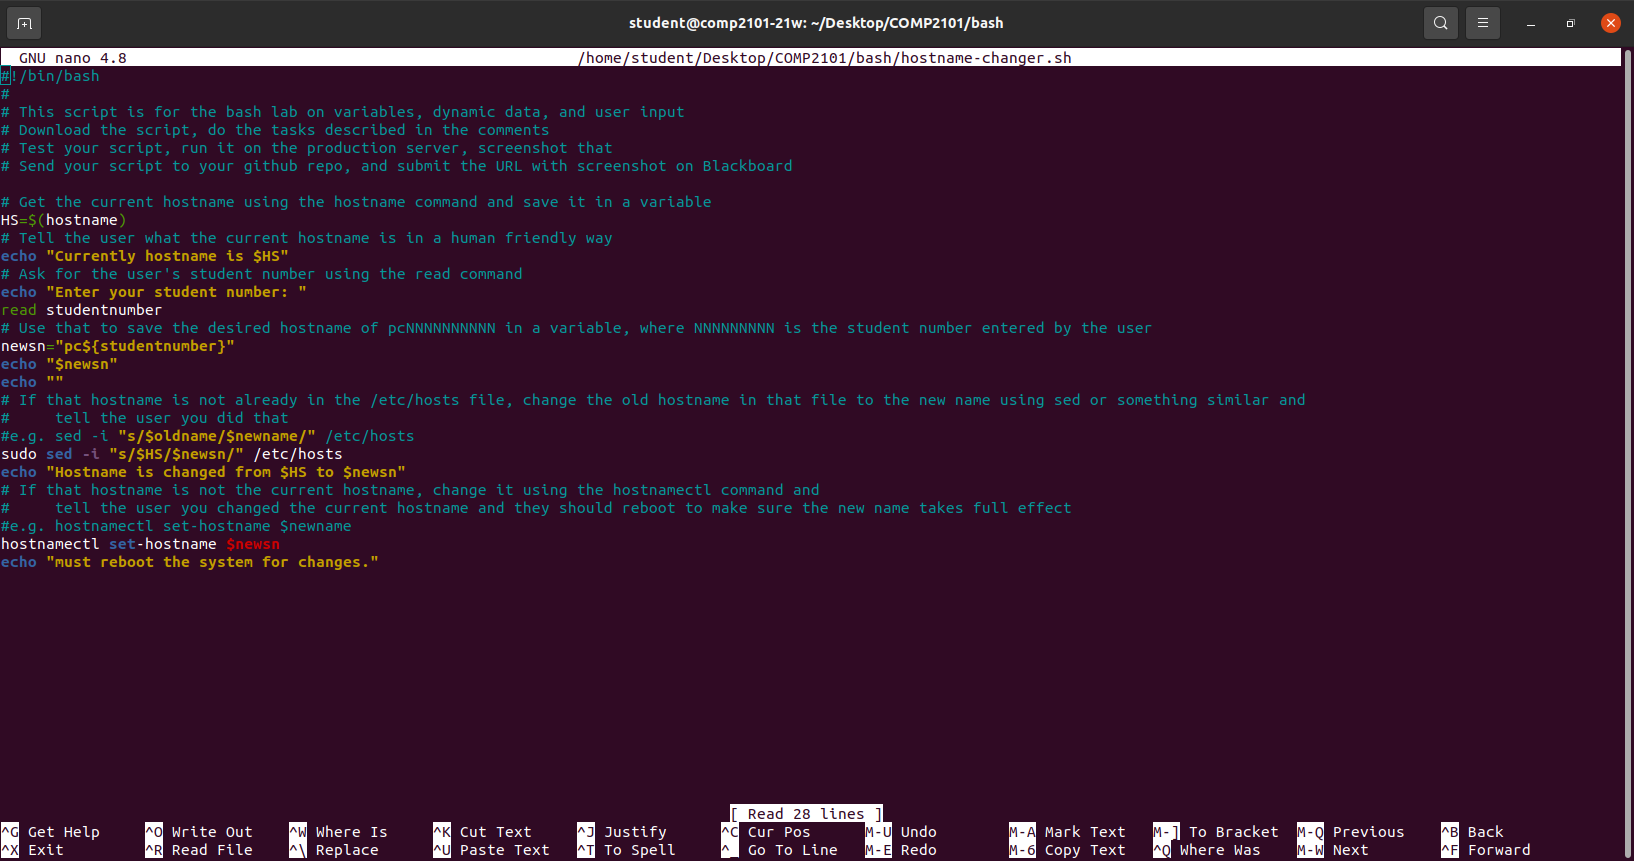 student@comp2101-21w: ~/Desktop/COMP2101/bash
GNU nano 4.8 /home/student/Desktop/COMP2101/bash/hostname-changer.sh
#!/bin/bash
#
# This script is for the bash lab on variables, dynamic data, and user input
# Download the script, do the tasks described in the comments
# Test your script, run it on the production server, screenshot that
# Send your script to your github repo, and submit the URL with screenshot on Blackboard

# Get the current hostname using the hostname command and save it in a variable
HS=$(hostname)
# Tell the user what the current hostname is in a human friendly way
echo "Currently hostname is $HS"
# Ask for the user's student number using the read command
echo "Enter your student number: "
read studentnumber
# Use that to save the desired hostname of pcNNNNNNNNNN in a variable, where NNNNNNNNN is the student number entered by the user
newsn="pc${studentnumber}"
echo "$newsn"
echo ""
# If that hostname is not already in the /etc/hosts file, change the old hostname in that file to the new name using sed or something similar and
#     tell the user you did that
#e.g. sed -i "s/$oldname/$newname/" /etc/hosts
sudo sed -i "s/$HS/$newsn/" /etc/hosts
echo "Hostname is changed from $HS to $newsn"
# If that hostname is not the current hostname, change it using the hostnamectl command and
#     tell the user you changed the current hostname and they should reboot to make sure the new name takes full effect
#e.g. hostnamectl set-hostname $newname
hostnamectl set-hostname $newsn
echo "must reboot the system for changes."
[ Read 28 lines ]
^G Get Help ^O Write Out ^W Where Is ^K Cut Text ^J Justify ^C Cur Pos M-U Undo M-A Mark Text M-] To Bracket M-Q Previous ^B Back
^X Exit ^R Read File ^\ Replace ^U Paste Text ^T To Spell ^_ Go To Line M-E Redo M-6 Copy Text ^Q Where Was M-W Next ^F Forward